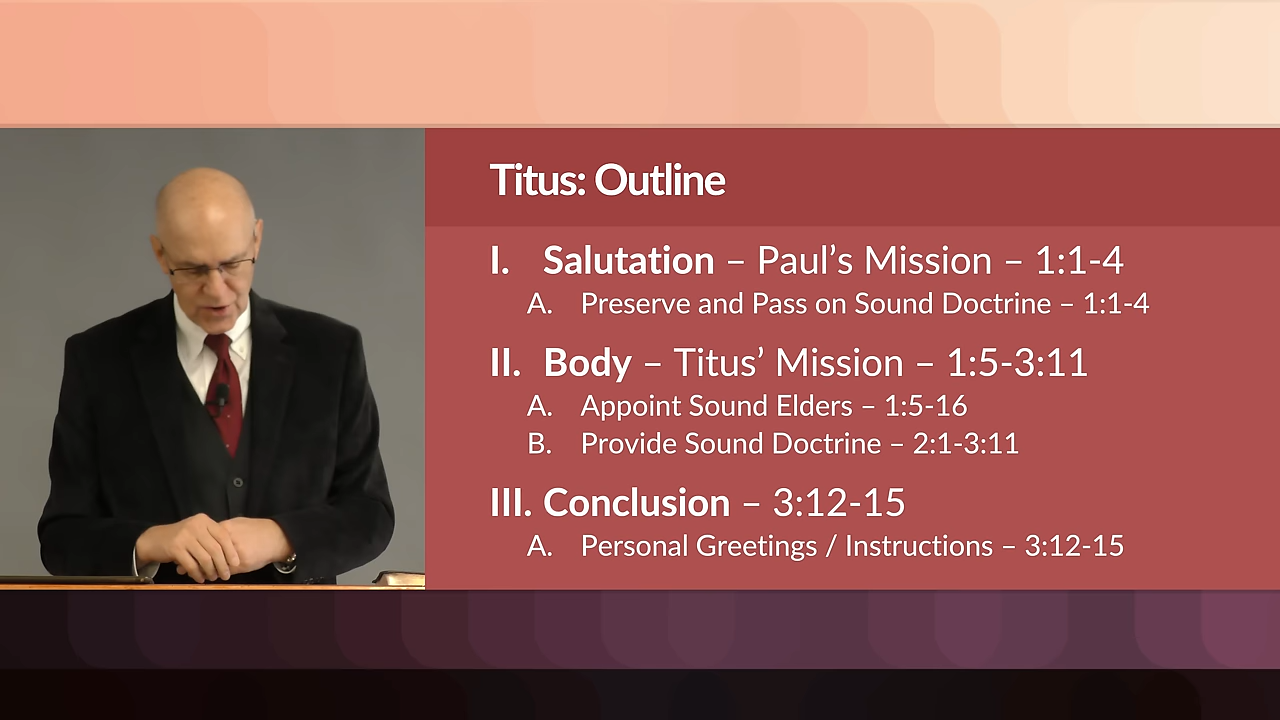 Titus: Outline
I. Salutation – Paul’s Mission – 1:1-4
A. Preserve and Pass on Sound Doctrine – 1:1-4
II. Body – Titus’ Mission – 1:5-3:11
A. Appoint Sound Elders – 1:5-16
B. Provide Sound Doctrine – 2:1-3:11
III. Conclusion – 3:12-15
A. Personal Greetings / Instructions – 3:12-15